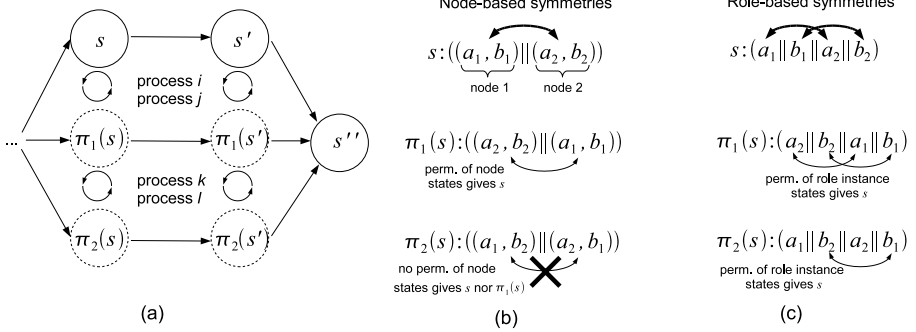 s
s′
process i
process j
...
π₁(s)
π₁(s′)
s′′
process k
process l
π₂(s)
π₂(s′)
(a)
Node-based symmetries
s:((a₁,b₁)||(a₂,b₂))
node 1
node 2
π₁(s):((a₂,b₂)||(a₁,b₁))
perm. of node
states gives s
π₂(s):((a₁,b₂)||(a₂,b₁))
no perm. of node
states gives s nor π₁(s)
(b)
Role-based symmetries
s:(a₁||b₁||a₂||b₂)
π₁(s):(a₂||b₂||a₁||b₁)
perm. of role instance
states gives s
π₂(s):(a₁||b₂||a₂||b₁)
perm. of role instance
states gives s
(c)